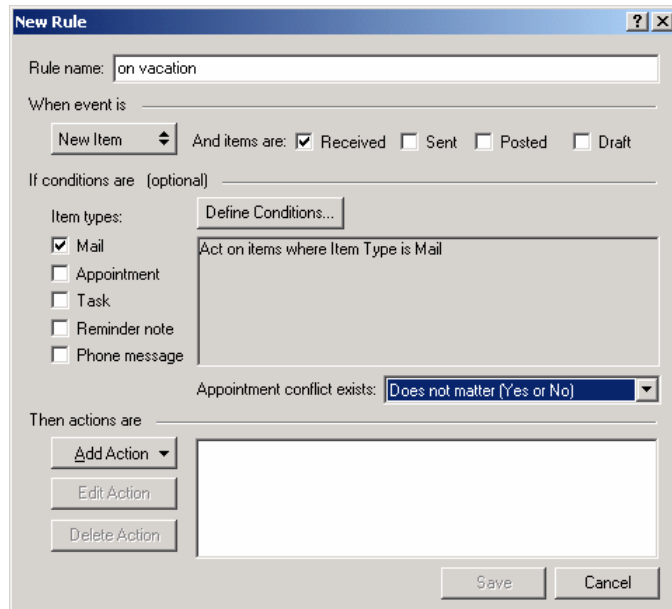 New Rule
Rule name: on vacation
When event is
New Item And items are: Received Sent Posted Draft
If conditions are (optional)
Item types: Define Conditions...
Mail Act on items where Item Type is Mail
Appointment
Task
Reminder note
Phone message
Appointment conflict exists: Does not matter (Yes or No)
Then actions are
Add Action
Edit Action
Delete Action
Save Cancel